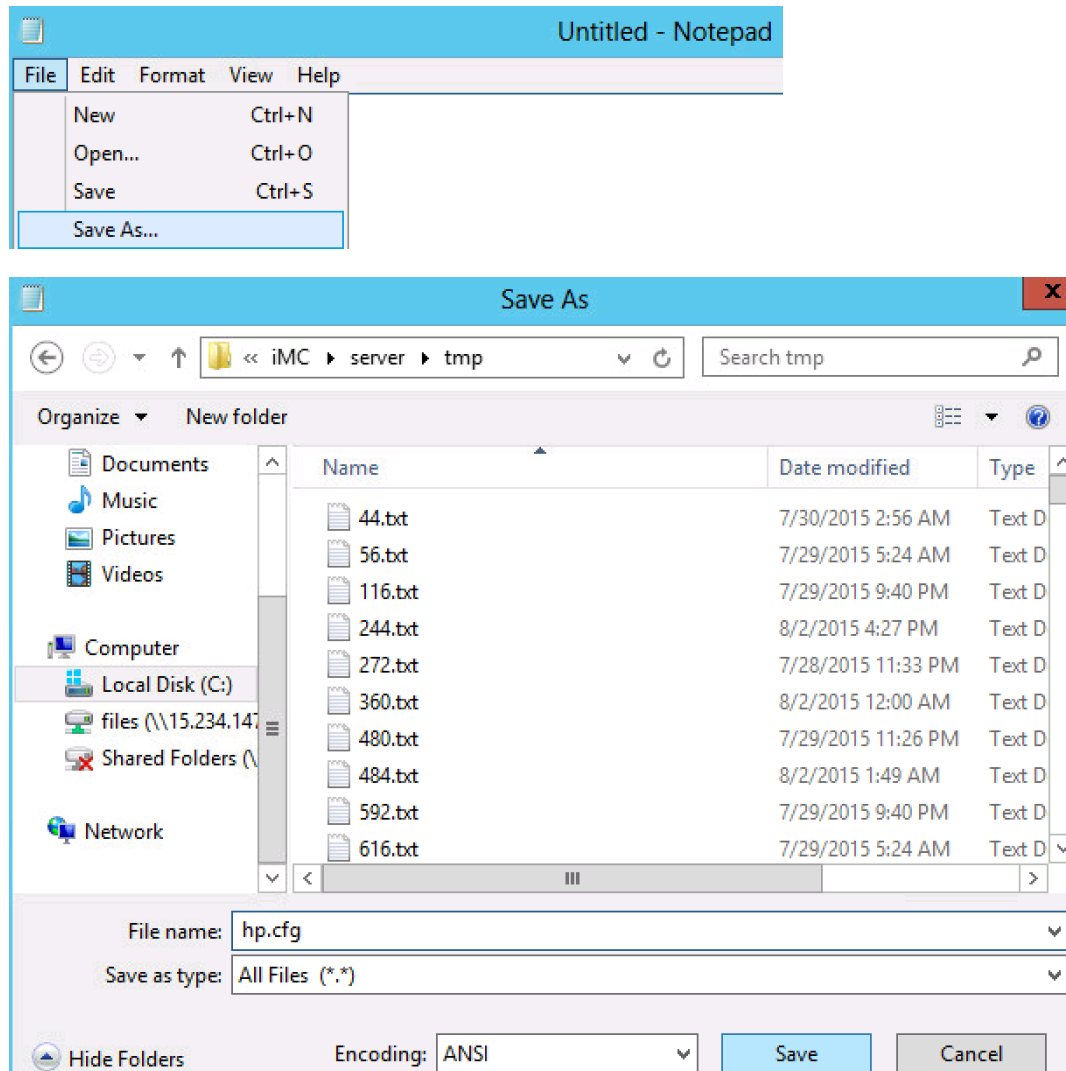 Untitled - Notepad
File Edit Format View Help
New Ctrl+N
Open... Ctrl+O
Save Ctrl+S
Save As...
Save As
x
« iMC server tmp Search tmp
Organize New folder
Documents Name Date modified Type
Music 44.txt 7/30/2015 2:56 AM Text D
Pictures 56.txt 7/29/2015 5:24 AM Text D
Videos 116.txt 7/29/2015 9:40 PM Text D
244.txt 8/2/2015 4:27 PM Text D
Computer 272.txt 7/28/2015 11:33 PM Text D
Local Disk (C:) 360.txt 8/2/2015 12:00 AM Text D
files (\\15.234.147 480.txt 7/29/2015 11:26 PM Text D
Shared Folders (\ 484.txt 8/2/2015 1:49 AM Text D
592.txt 7/29/2015 9:40 PM Text D
Network 616.txt 7/29/2015 5:24 AM Text D
File name: hp.cfg
Save as type: All Files (*.*)
Hide Folders Encoding: ANSI Save Cancel